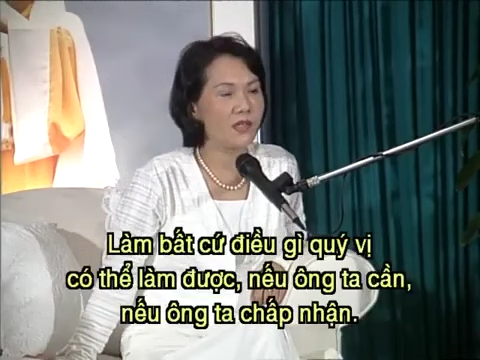 Làm bất cứ điều gì quý vị
có thể làm được, nếu ông ta cần,
nếu ông ta chấp nhận.